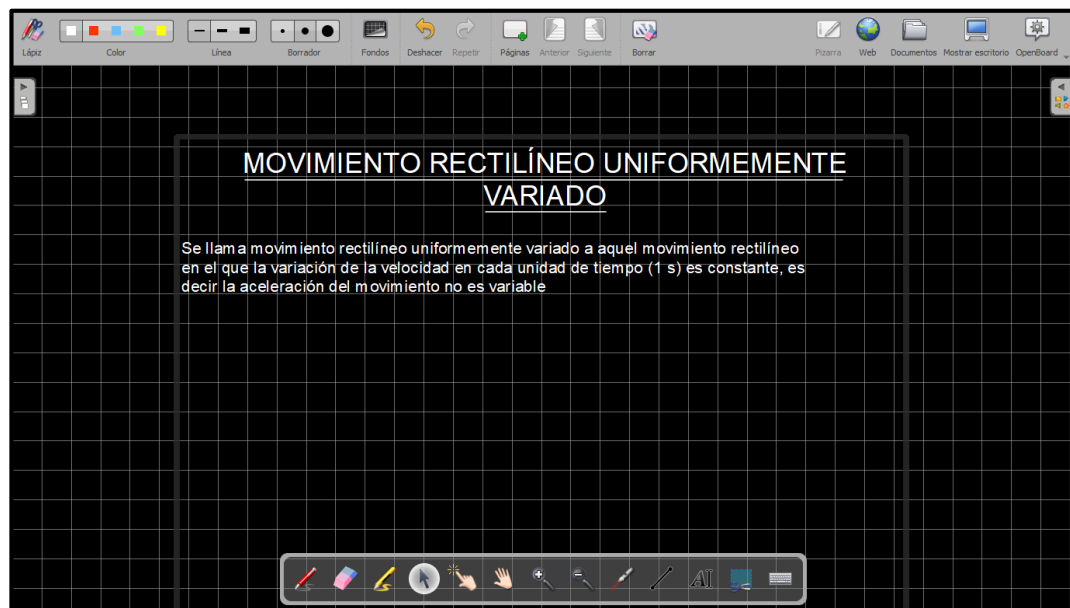 Lápiz Color Línea Borrador Fondos Deshacer Repetir Páginas Anterior Siguiente Borrar Pizarra Web Documentos Mostrar escritorio OpenBoard
MOVIMIENTO RECTILÍNEO UNIFORMEMENTE
VARIADO
Se llama movimiento rectilíneo uniformemente variado a aquel movimiento rectilíneo
en el que la variación de la velocidad en cada unidad de tiempo (1 s) es constante, es
decir la aceleración del movimiento no es variable
AI